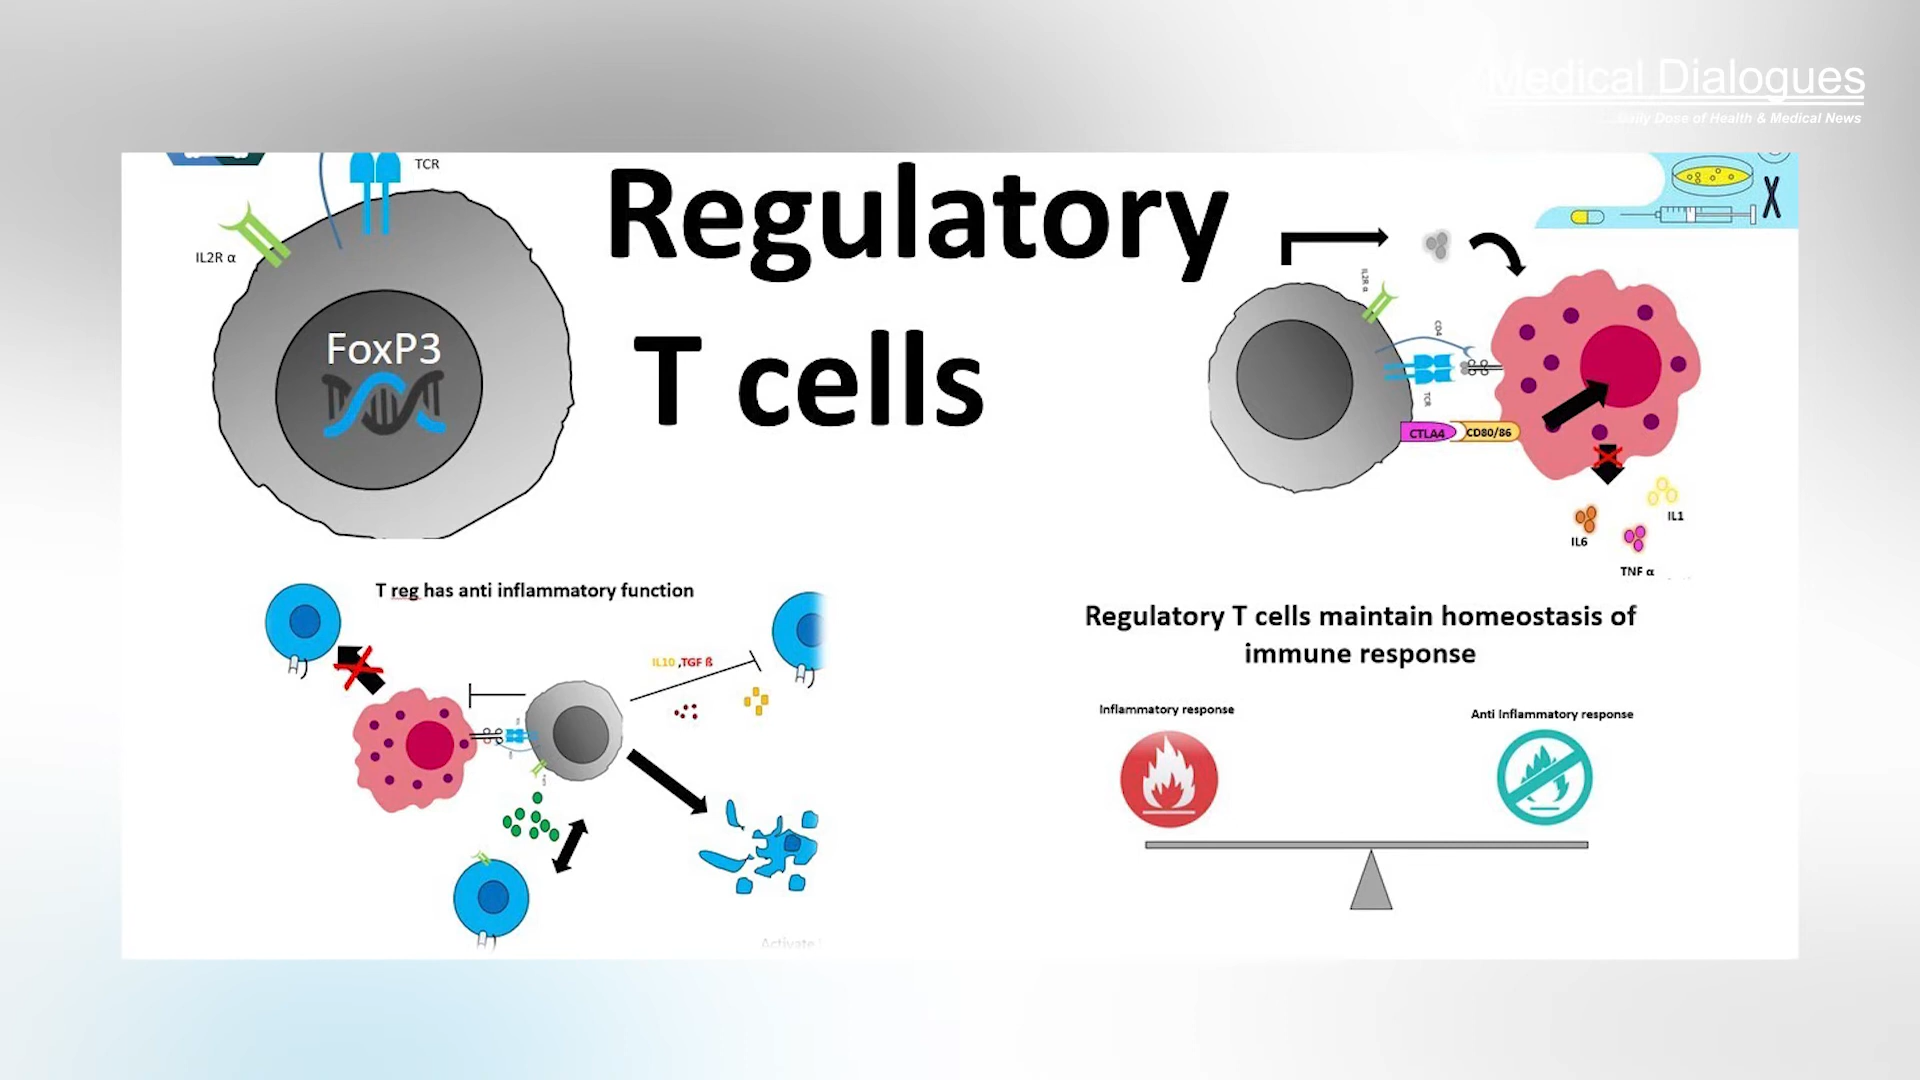 Medical Dialogues
Daily Dose of Health & Medical News
TCR
IL2R α
FoxP3
Regulatory
T cells
IL2R α
CD4
TCR
CTLA4
CD80/86
IL1
IL6
TNF α
T reg has anti inflammatory function
IL10 ,TGF ß
Regulatory T cells maintain homeostasis of
immune response
Inflammatory response
Anti Inflammatory response
Activate